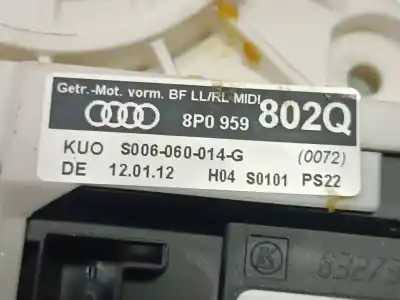 Getr.-Mot. vorm. BF LL/RL MIDI
8P0 959 802Q
KUO S006-060-014-G (0072)
DE 12.01.12 H04 S0101 PS22
K